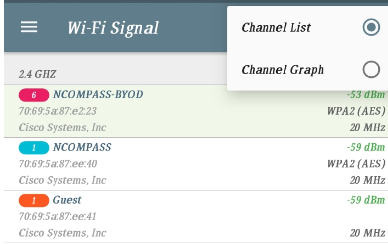 Wi-Fi Signal
Channel List
Channel Graph
2.4 GHZ
6 NCOMPASS-BYOD -53 dBm
70:69:5a:87:e2:23 WPA2 (AES)
Cisco Systems, Inc 20 MHz
1 NCOMPASS -59 dBm
70:69:5a:87:ee:40 WPA2 (AES)
Cisco Systems, Inc 20 MHz
1 Guest -59 dBm
70:69:5a:87:ee:41
Cisco Systems, Inc 20 MHz